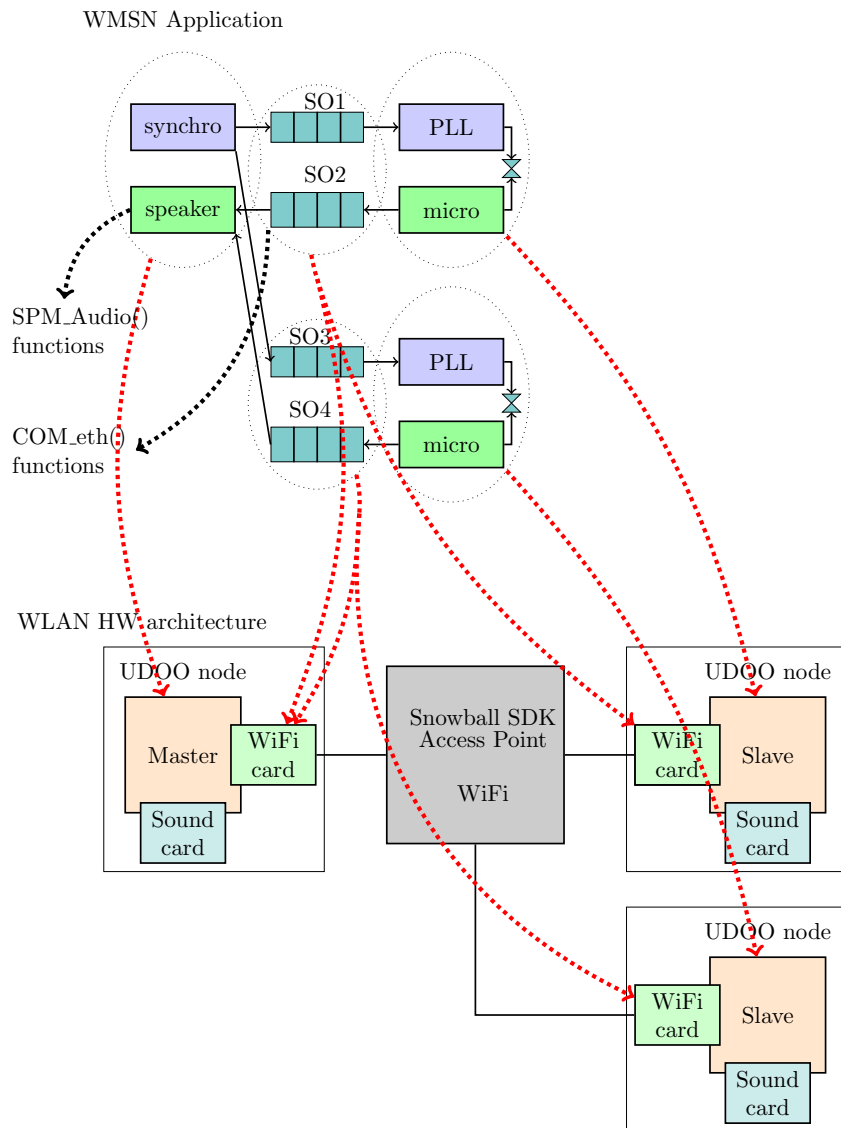 WMSN Application
SO1
synchro
PLL
SO2
speaker
micro
SPM_Audio()
functions
SO3
PLL
SO4
COM_eth()
functions
micro
WLAN HW architecture
UDOO node
UDOO node
Snowball SDK
Access Point
WiFi
Master
WiFi
card
WiFi
card
Slave
Sound
card
Sound
card
UDOO node
WiFi
card
Slave
Sound
card